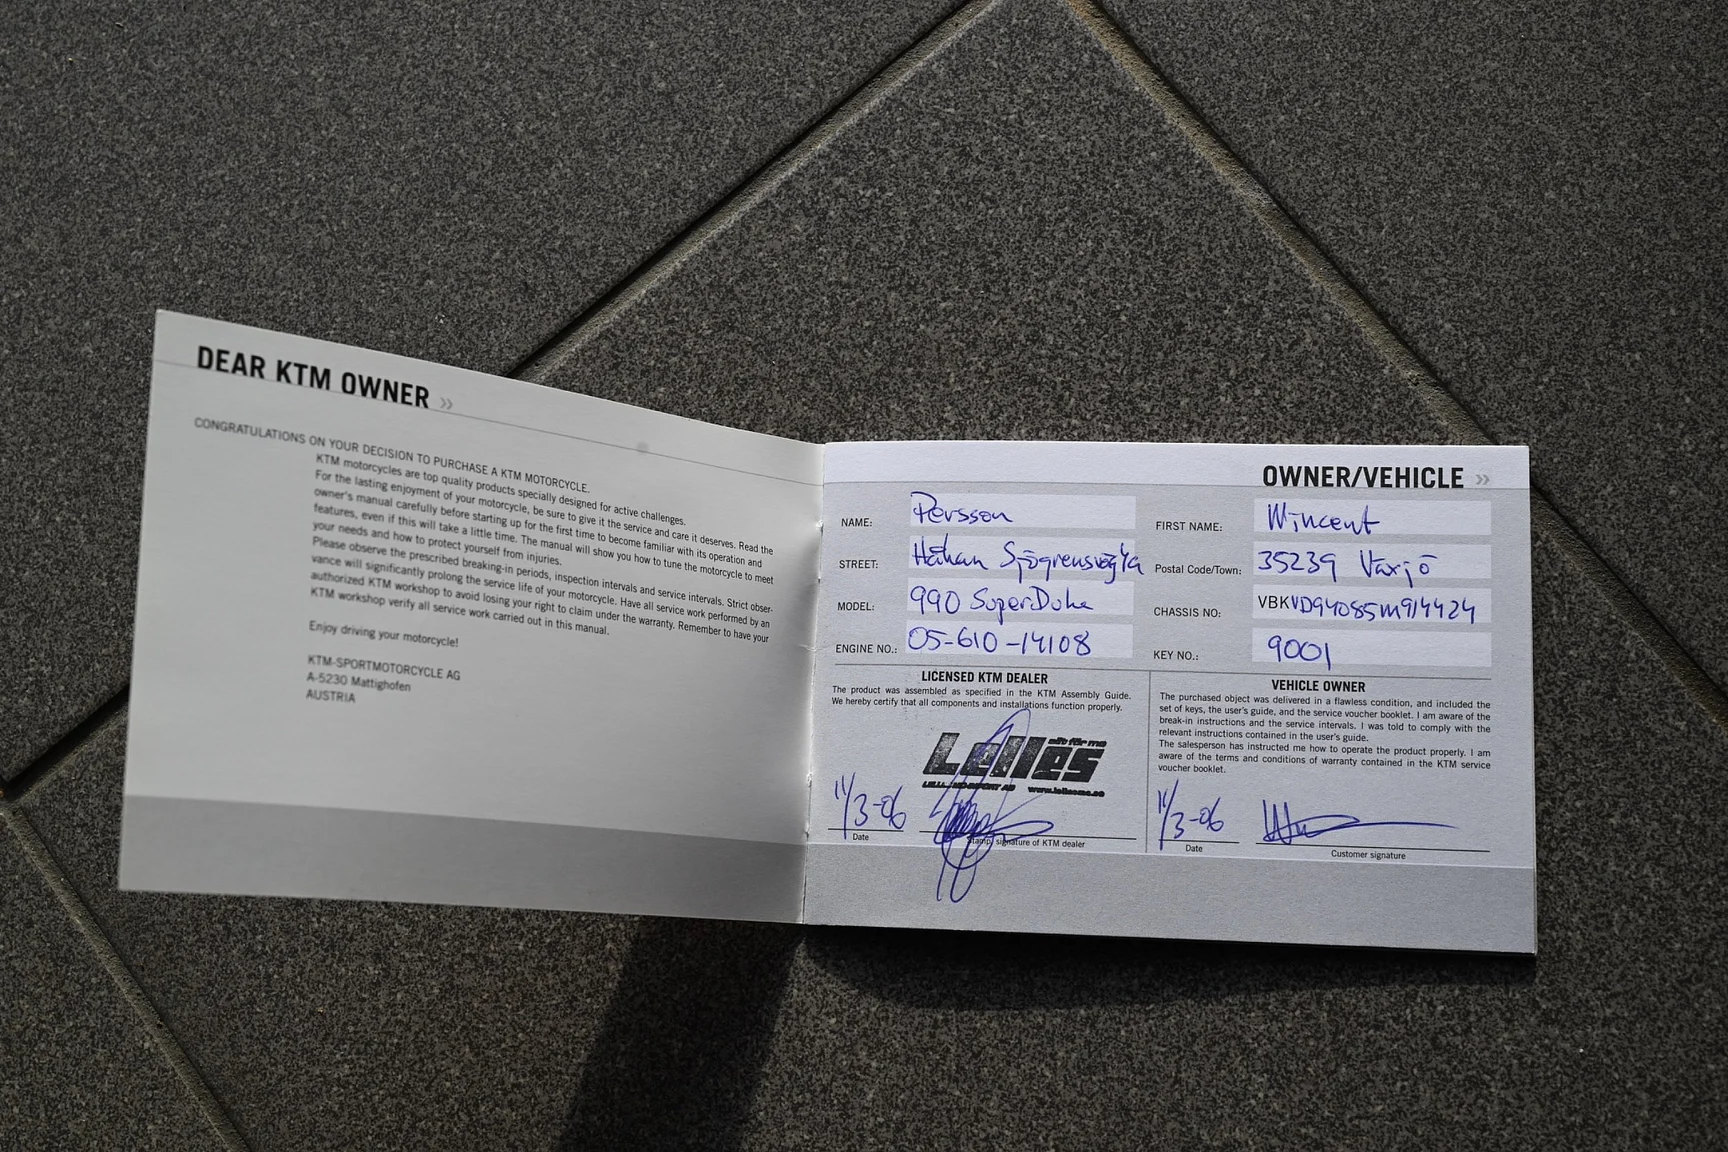 DEAR KTM OWNER »
CONGRATULATIONS ON YOUR DECISION TO PURCHASE A KTM MOTORCYCLE.
KTM motorcycles are top quality products specially designed for active challenges.
For the lasting enjoyment of your motorcycle, be sure to give it the service and care it deserves. Read the
owner's manual carefully before starting up for the first time to become familiar with its operation and
features, even if this will take a little time. The manual will show you how to tune the motorcycle to meet
your needs and how to protect yourself from injuries.
Please observe the prescribed breaking-in periods, inspection intervals and service intervals. Strict obser-
vance will significantly prolong the service life of your motorcycle. Have all service work performed by an
authorized KTM workshop to avoid losing your right to claim under the warranty. Remember to have your
KTM workshop verify all service work carried out in this manual.
Enjoy driving your motorcycle!
KTM-SPORTMOTORCYCLE AG
A-5230 Mattighofen
AUSTRIA
OWNER/VEHICLE »
NAME: Persson FIRST NAME: Wincent
STREET: Håkan Postal Code/Town: 35239 Växjö
MODEL: 990 SuperDuke CHASSIS NO: VBKVD94085M914424
ENGINE NO.: 05-610-14108 KEY NO.: 9001
LICENSED KTM DEALER
The product was assembled as specified in the KTM Assembly Guide.
We hereby certify that all components and installations function properly.
allt för mc
Lelles
www.lellesmc.se
11/3-06
Date
Stamp, signature of KTM dealer
VEHICLE OWNER
The purchased object was delivered in a flawless condition, and included the
set of keys, the user's guide, and the service voucher booklet. I am aware of the
break-in instructions and the service intervals. I was told to comply with the
relevant instructions contained in the user's guide.
The salesperson has instructed me how to operate the product properly. I am
aware of the terms and conditions of warranty contained in the KTM service
voucher booklet.
11/3-06
Date
Customer signature